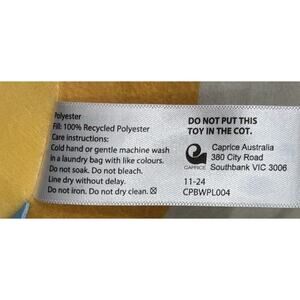 Polyester
Fill: 100% Recycled Polyester
Care instructions:
Cold hand or gentle machine wash
in a laundry bag with like colours.
Do not soak. Do not bleach.
Line dry without delay.
Do not iron. Do not dry clean.
DO NOT PUT THIS
TOY IN THE COT.
CAPRICE
Caprice Australia
380 City Road
Southbank VIC 3006
11-24
CPBWPL004